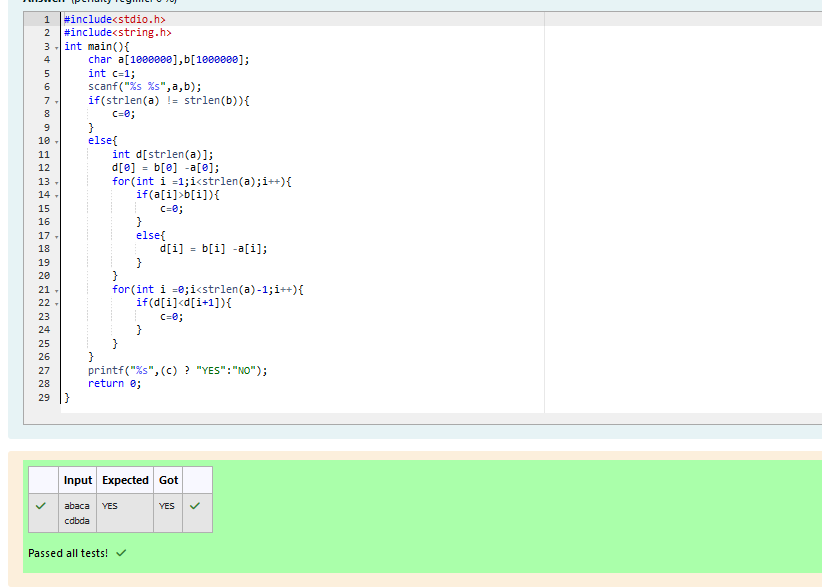 Answer: (penalty regime: 0 %)
1 #include<stdio.h>
2 #include<string.h>
3 int main(){
4     char a[1000000],b[1000000];
5     int c=1;
6     scanf("%s %s",a,b);
7     if(strlen(a) != strlen(b)){
8         c=0;
9     }
10     else{
11         int d[strlen(a)];
12         d[0] = b[0] -a[0];
13         for(int i =1;i<strlen(a);i++){
14             if(a[i]>b[i]){
15                 c=0;
16             }
17             else{
18                 d[i] = b[i] -a[i];
19             }
20         }
21         for(int i =0;i<strlen(a)-1;i++){
22             if(d[i]<d[i+1]){
23                 c=0;
24             }
25         }
26     }
27     printf("%s",(c) ? "YES":"NO");
28     return 0;
29 }
Input Expected Got
abaca YES YES
cdbda
Passed all tests!